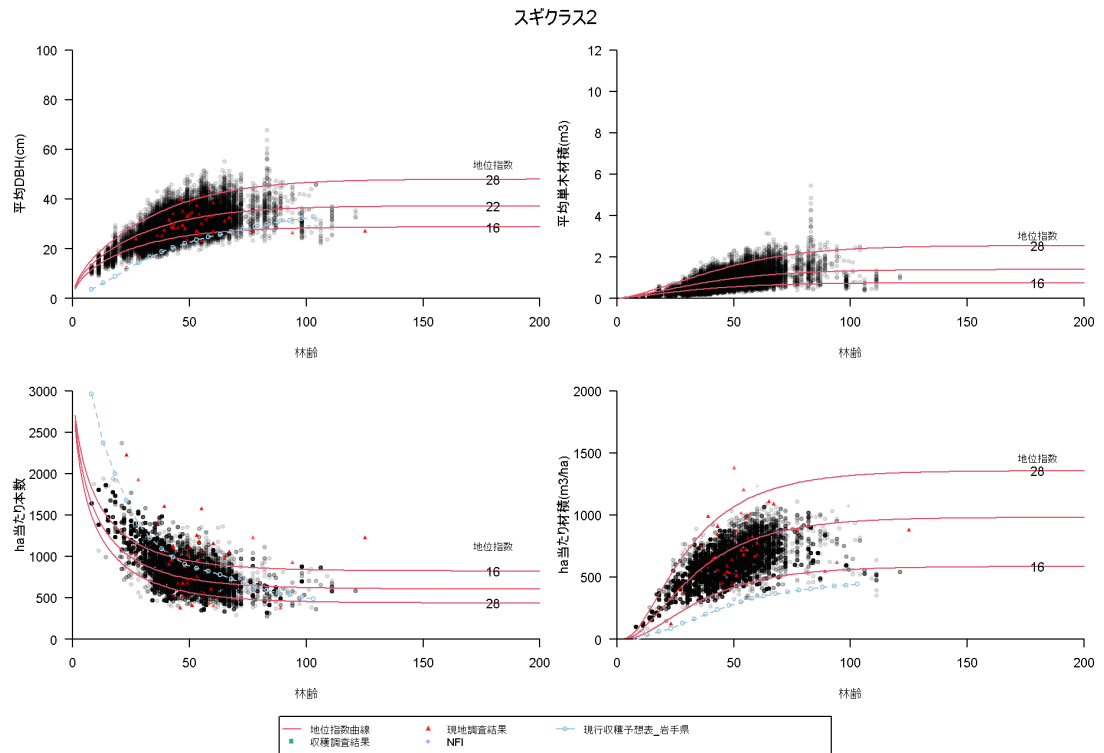 スギクラス2
平均DBH(cm)
100
80
60
40
20
0
地位指数
28
22
16
0 50 100 150 200
林齢
平均単木材積(m3)
12
10
8
6
4
2
0
地位指数
28
16
0 50 100 150 200
林齢
ha当たり本数
3000
2500
2000
1500
1000
500
0
地位指数
16
28
0 50 100 150 200
林齢
ha当たり材積(m3/ha)
2000
1500
1000
500
0
地位指数
28
16
0 50 100 150 200
林齢
地位指数曲線 現地調査結果 現行収穫予想表_岩手県
収穫調査結果 NFI